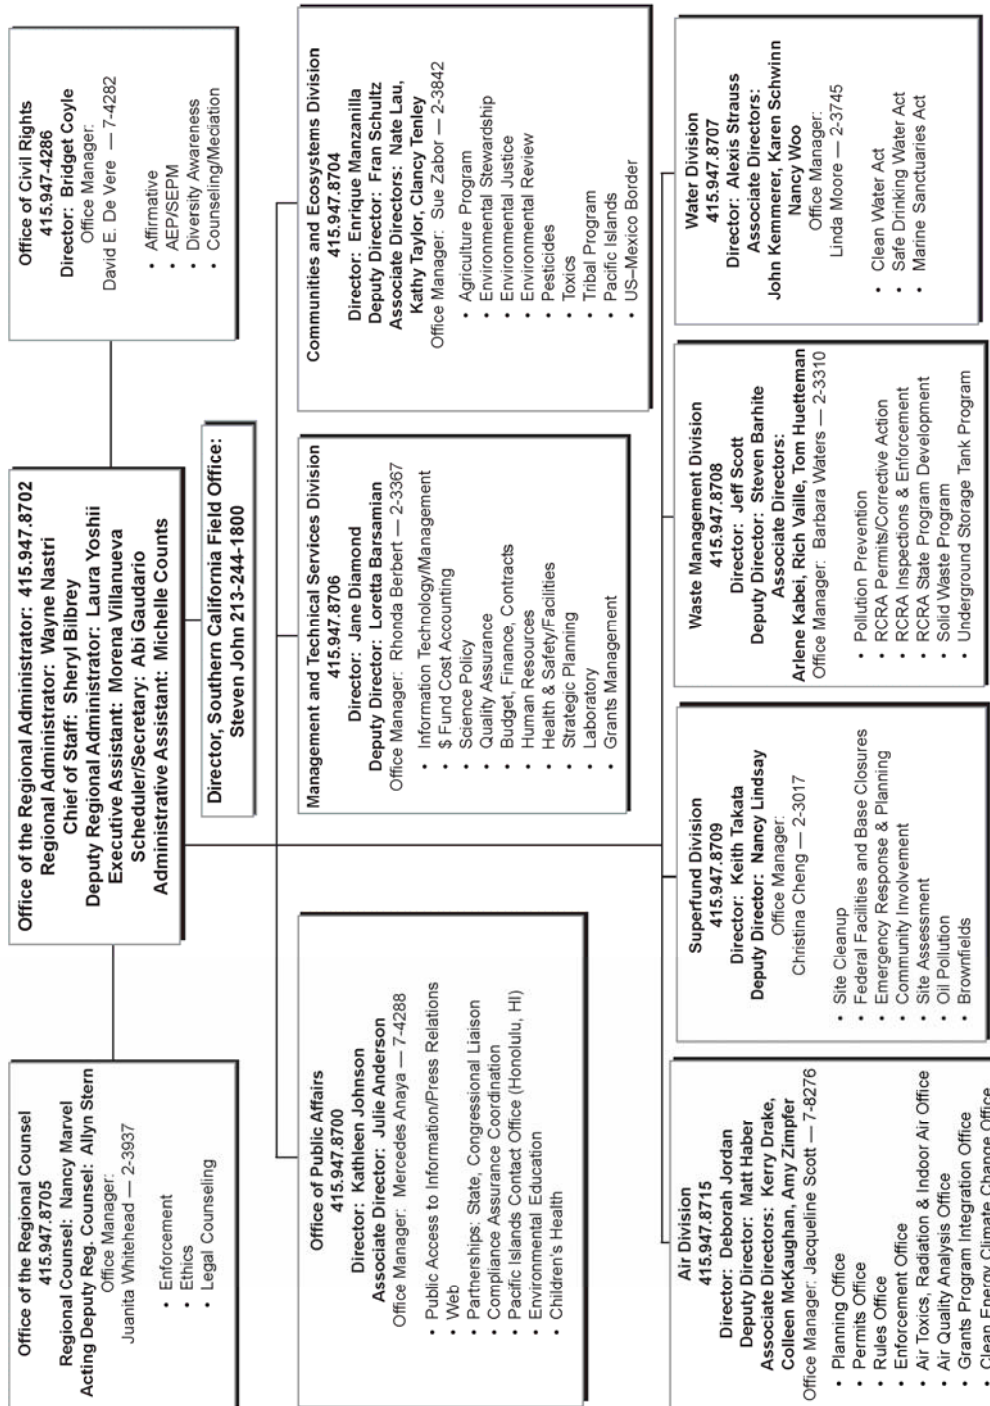 Office of the Regional Counsel
415.947.8705
Regional Counsel: Nancy Marvel
Acting Deputy Reg. Counsel: Allyn Stern
Office Manager:
Juanita Whitehead — 2-3937
• Enforcement
• Ethics
• Legal Counseling
Office of the Regional Administrator: 415.947.8702
Regional Administrator: Wayne Nastri
Chief of Staff: Sheryl Bilbrey
Deputy Regional Administrator: Laura Yoshii
Executive Assistant: Morena Villanueva
Scheduler/Secretary: Abi Gaudario
Administrative Assistant: Michelle Counts
Office of Civil Rights
415.947-4286
Director: Bridget Coyle
Office Manager:
David E. De Vere — 7-4282
• Affirmative
• AEP/SEPM
• Diversity Awareness
• Counseling/Mediation
Director, Southern California Field Office:
Steven John 213-244-1800
Office of Public Affairs
415.947.8700
Director: Kathleen Johnson
Associate Director: Julie Anderson
Office Manager: Mercedes Anaya — 7-4288
• Public Access to Information/Press Relations
• Web
• Partnerships: State, Congressional Liaison
• Compliance Assurance Coordination
• Pacific Islands Contact Office (Honolulu, HI)
• Environmental Education
• Children's Health
Management and Technical Services Division
415.947.8706
Director: Jane Diamond
Deputy Director: Loretta Barsamian
Office Manager: Rhonda Berbert — 2-3367
• Information Technology/Management
• $ Fund Cost Accounting
• Science Policy
• Quality Assurance
• Budget, Finance, Contracts
• Human Resources
• Health & Safety/Facilities
• Strategic Planning
• Laboratory
• Grants Management
Communities and Ecosystems Division
415.947.8704
Director: Enrique Manzanilla
Deputy Director: Fran Schultz
Associate Directors: Nate Lau,
Kathy Taylor, Clancy Tenley
Office Manager: Sue Zabor — 2-3842
• Agriculture Program
• Environmental Stewardship
• Environmental Justice
• Environmental Review
• Pesticides
• Toxics
• Tribal Program
• Pacific Islands
• US–Mexico Border
Air Division
415.947.8715
Director: Deborah Jordan
Deputy Director: Matt Haber
Associate Directors: Kerry Drake,
Colleen McKaughan, Amy Zimpfer
Office Manager: Jacqueline Scott — 7-8276
• Planning Office
• Permits Office
• Rules Office
• Enforcement Office
• Air Toxics, Radiation & Indoor Air Office
• Air Quality Analysis Office
• Grants Program Integration Office
• Clean Energy Climate Change Office
Superfund Division
415.947.8709
Director: Keith Takata
Deputy Director: Nancy Lindsay
Office Manager:
Christina Cheng — 2-3017
• Site Cleanup
• Federal Facilities and Base Closures
• Emergency Response & Planning
• Community Involvement
• Site Assessment
• Oil Pollution
• Brownfields
Waste Management Division
415.947.8708
Director: Jeff Scott
Deputy Director: Steven Barhite
Associate Directors:
Arlene Kabei, Rich Vaille, Tom Huetteman
Office Manager: Barbara Waters — 2-3310
• Pollution Prevention
• RCRA Permits/Corrective Action
• RCRA Inspections & Enforcement
• RCRA State Program Development
• Solid Waste Program
• Underground Storage Tank Program
Water Division
415.947.8707
Director: Alexis Strauss
Associate Directors:
John Kemmerer, Karen Schwinn
Nancy Woo
Office Manager:
Linda Moore — 2-3745
• Clean Water Act
• Safe Drinking Water Act
• Marine Sanctuaries Act